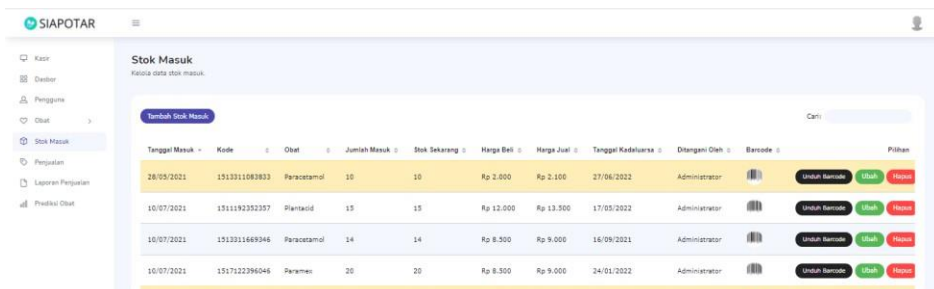 SIAPOTAR
Kasir
Dasbor
Pengguna
Obat
Stok Masuk
Penjualan
Laporan Penjualan
Prediksi Obat
Stok Masuk
Kelola data stok masuk.
Tambah Stok Masuk
Cari:
Tanggal Masuk Kode Obat Jumlah Masuk Stok Sekarang Harga Beli Harga Jual Tanggal Kadaluarsa Ditangani Oleh Barcode Pilihan
28/05/2021 1513311083833 Paracetamol 10 10 Rp 2.000 Rp 2.100 27/06/2022 Administrator Unduh Barcode Ubah Hapus
10/07/2021 1511192352357 Plantacid 15 15 Rp 12.000 Rp 13.500 17/05/2022 Administrator Unduh Barcode Ubah Hapus
10/07/2021 1513311669346 Paracetamol 14 14 Rp 8.500 Rp 9.000 16/09/2021 Administrator Unduh Barcode Ubah Hapus
10/07/2021 1517122396046 Paramex 20 20 Rp 8.500 Rp 9.000 24/01/2022 Administrator Unduh Barcode Ubah Hapus